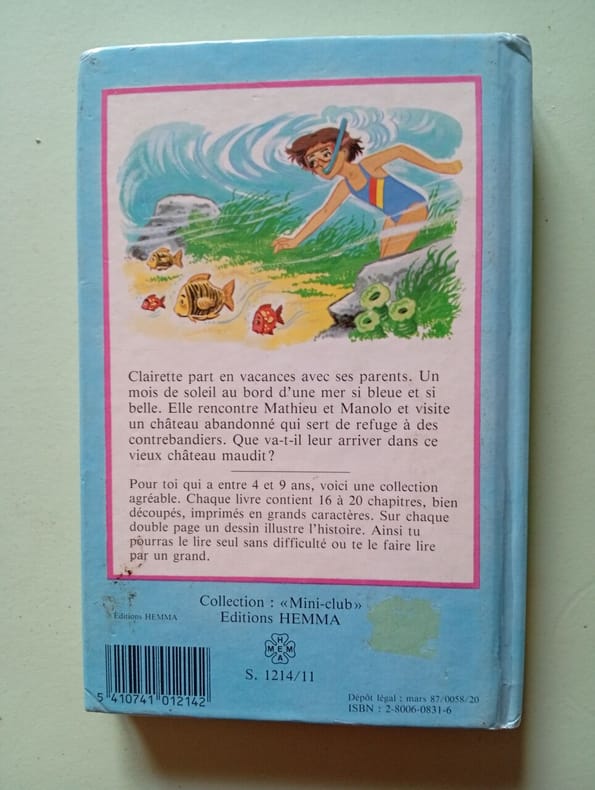 Clairette part en vacances avec ses parents. Un
mois de soleil au bord d'une mer si bleue et si
belle. Elle rencontre Mathieu et Manolo et visite
un château abandonné qui sert de refuge à des
contrebandiers. Que va-t-il leur arriver dans ce
vieux château maudit?
Pour toi qui a entre 4 et 9 ans, voici une collection
agréable. Chaque livre contient 16 à 20 chapitres, bien
découpés, imprimés en grands caractères. Sur chaque
double page un dessin illustre l'histoire. Ainsi tu
pourras le lire seul sans difficulté ou te le faire lire
par un grand.
Collection : «Mini-club»
Editions HEMMA
Editions HEMMA
HEMMA
S. 1214/11
5 410741 012142
Dépôt légal : mars 87/0058/20
ISBN : 2-8006-0831-6